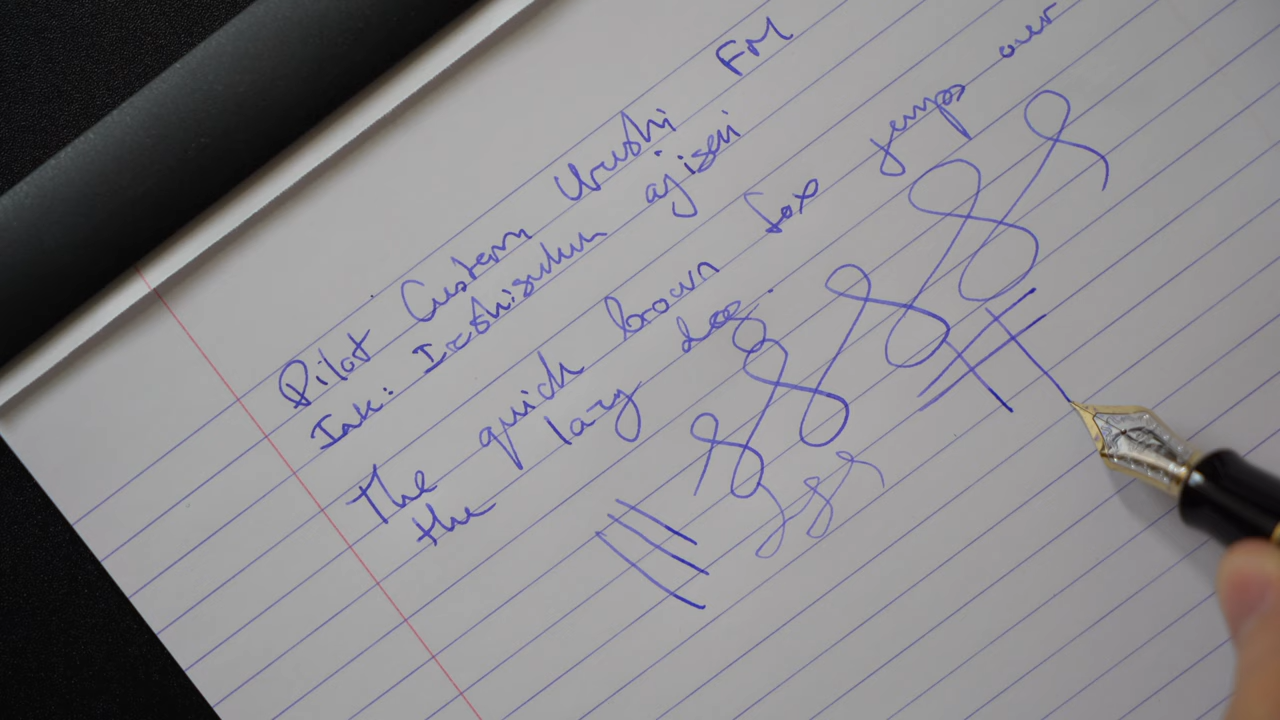 Pilot Custom Urushi FM
Ink: Iroshizuku ajisai
The quick brown fox jumps over
the lazy dog.